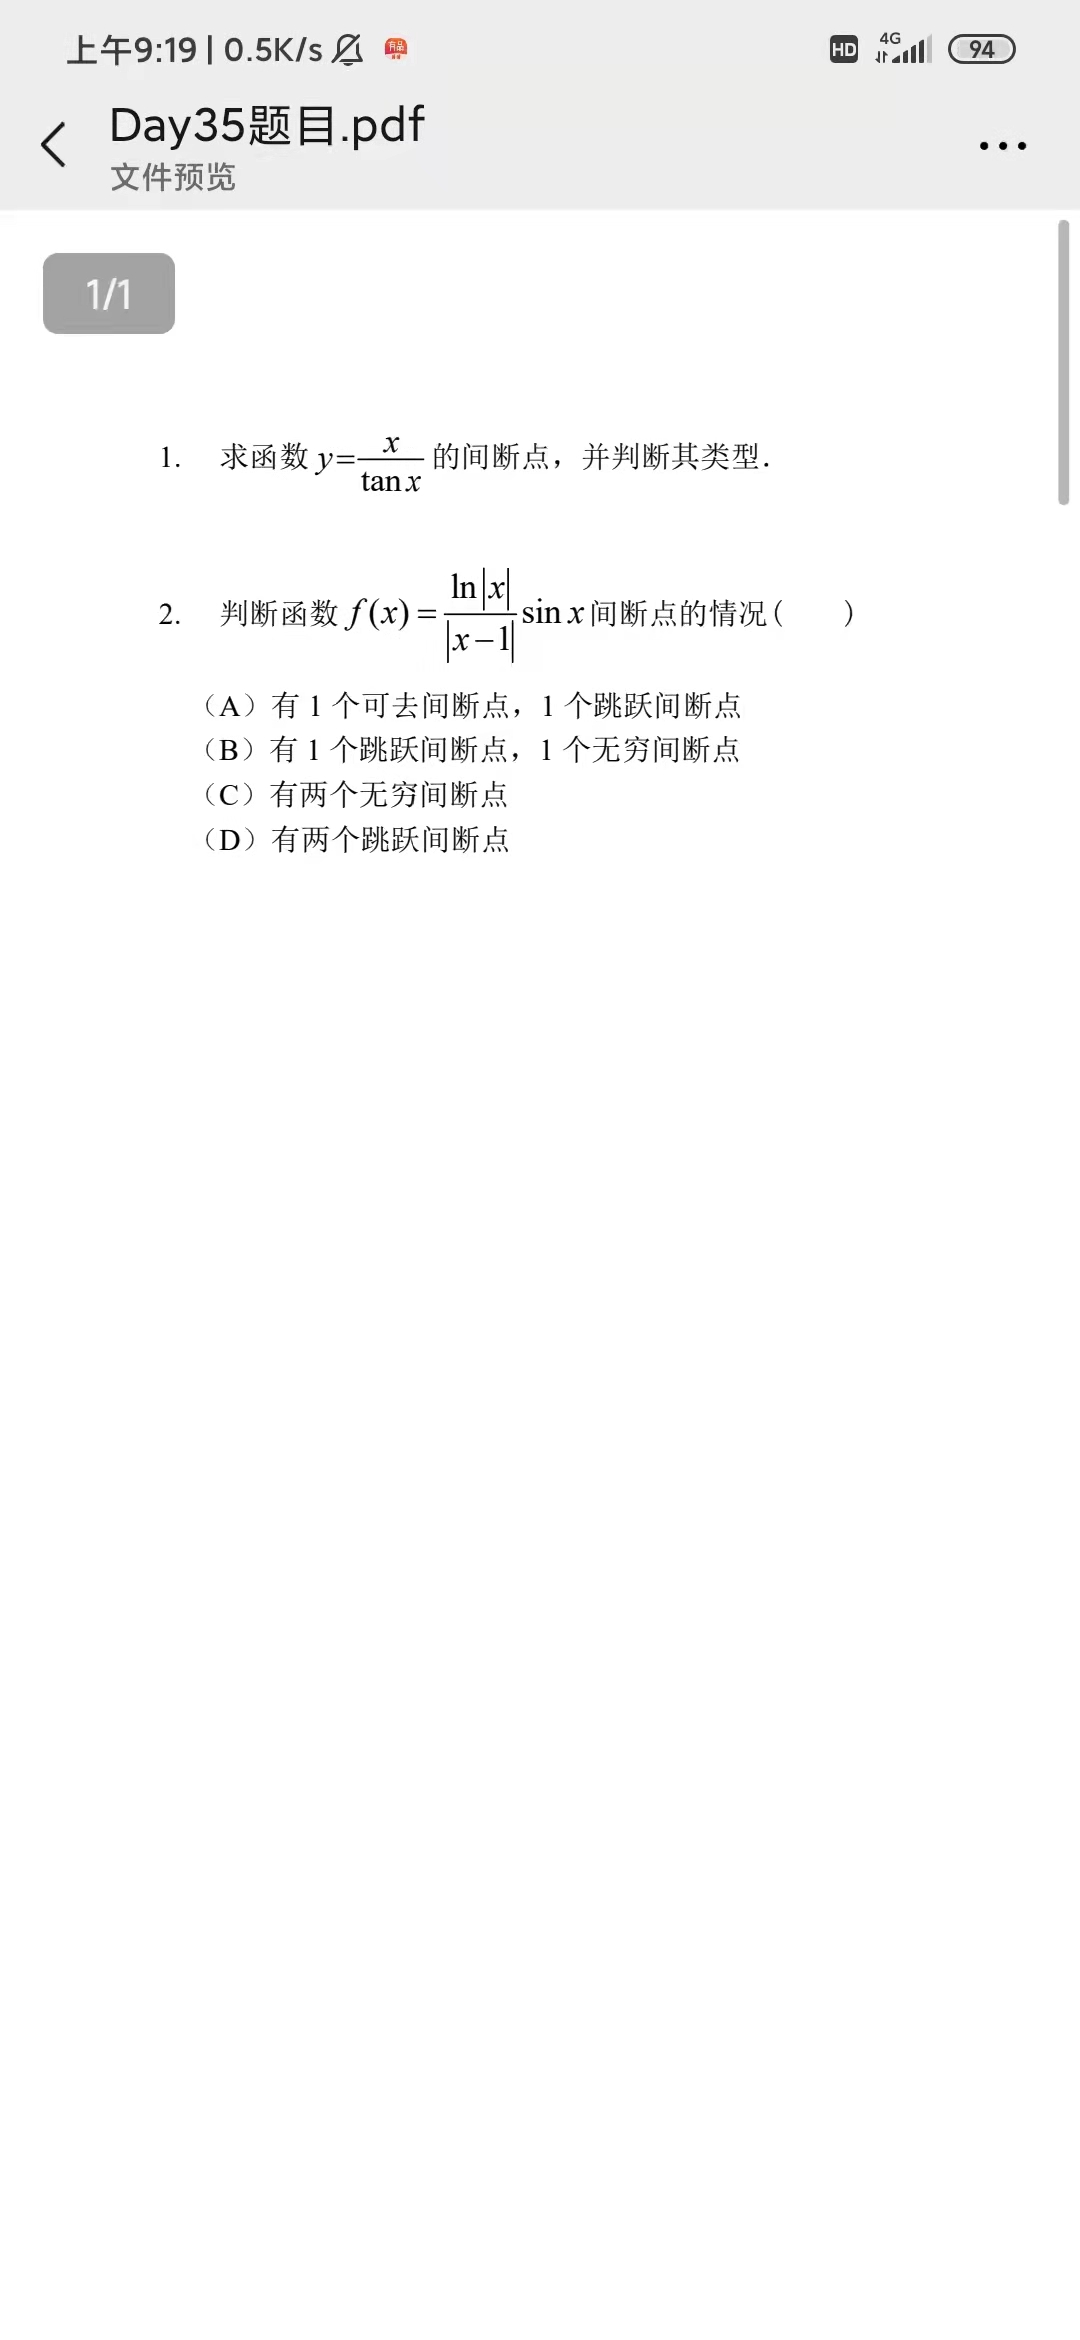 上午9:19 | 0.5K/s 有品 HD 4G 94
Day35题目.pdf
文件预览
1/1
1. 求函数 y=x/tan x 的间断点，并判断其类型.
2. 判断函数 f(x)=ln|x|/|x−1| sin x 间断点的情况( )
（A）有 1 个可去间断点，1 个跳跃间断点
（B）有 1 个跳跃间断点，1 个无穷间断点
（C）有两个无穷间断点
（D）有两个跳跃间断点